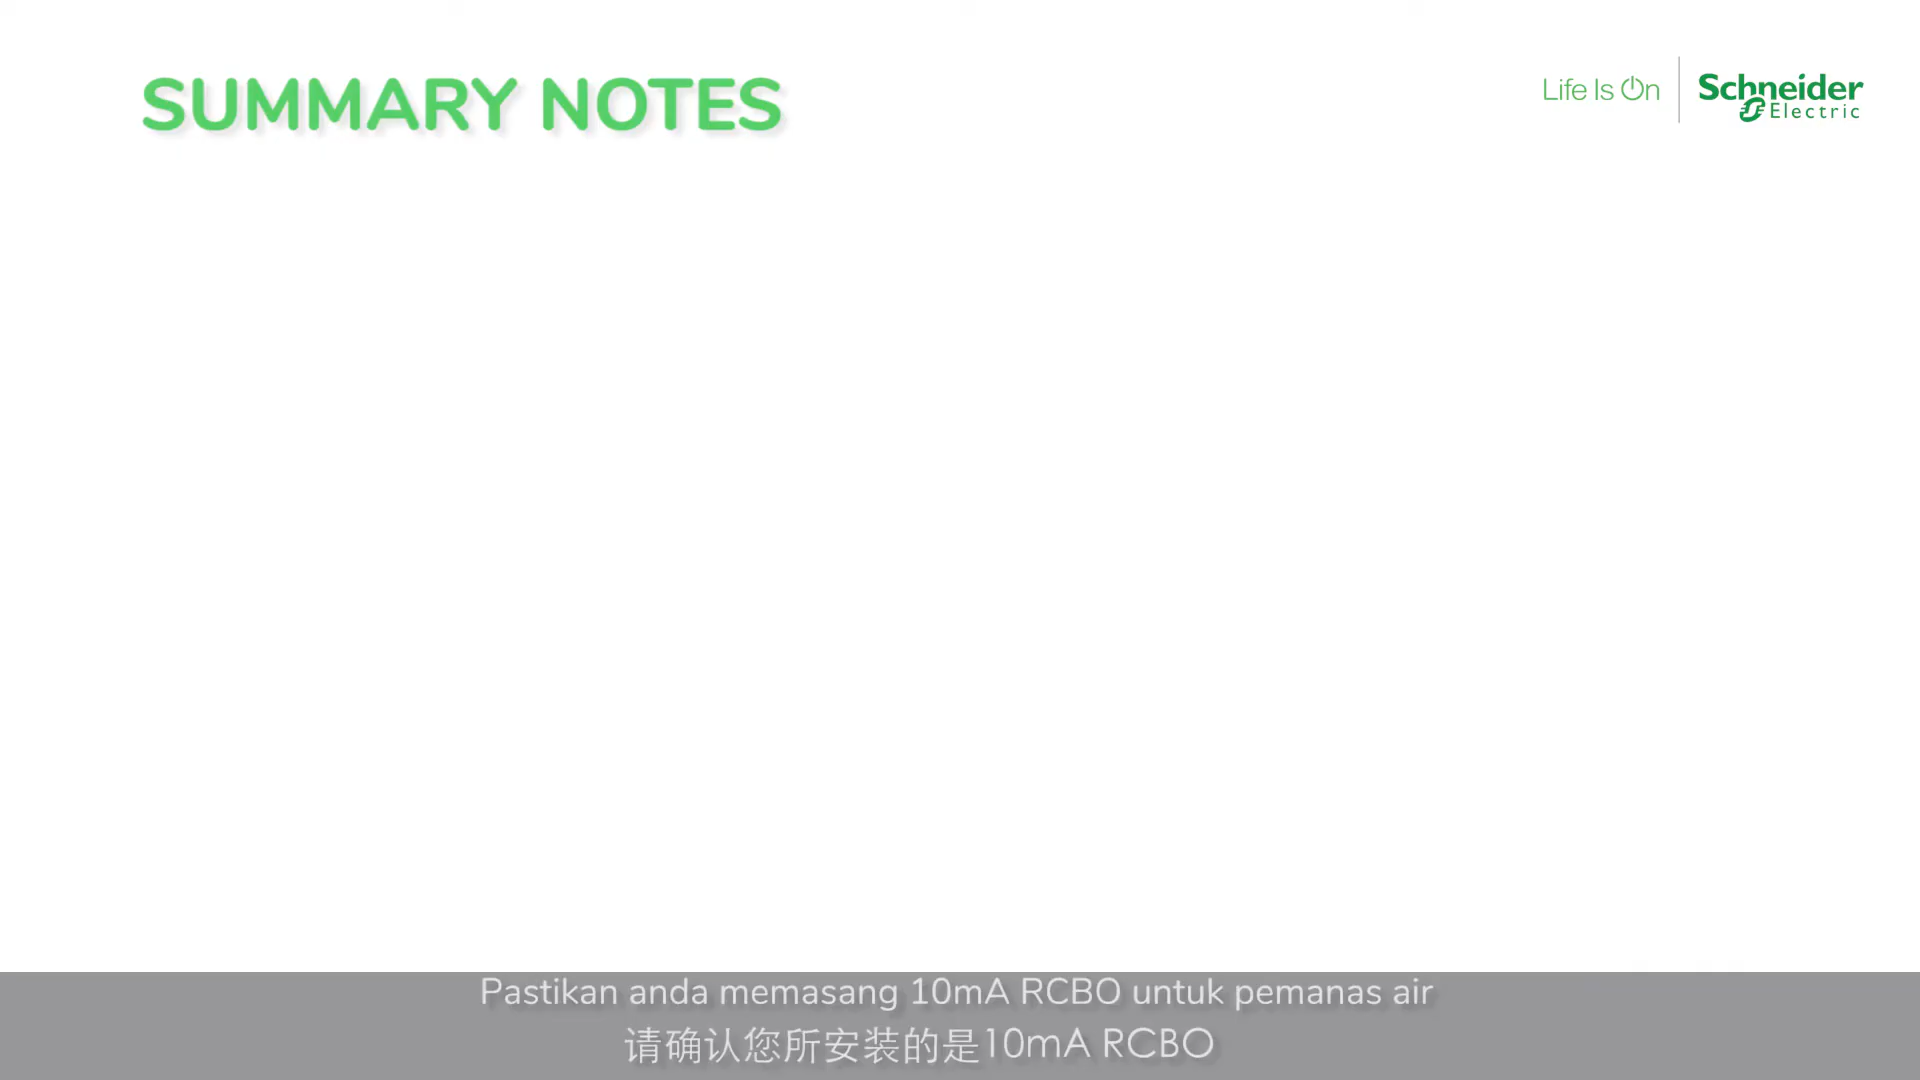 SUMMARY NOTES
Life Is On
Schneider
Electric
Pastikan anda memasang 10mA RCBO untuk pemanas air
请确认您所安装的是10mA RCBO